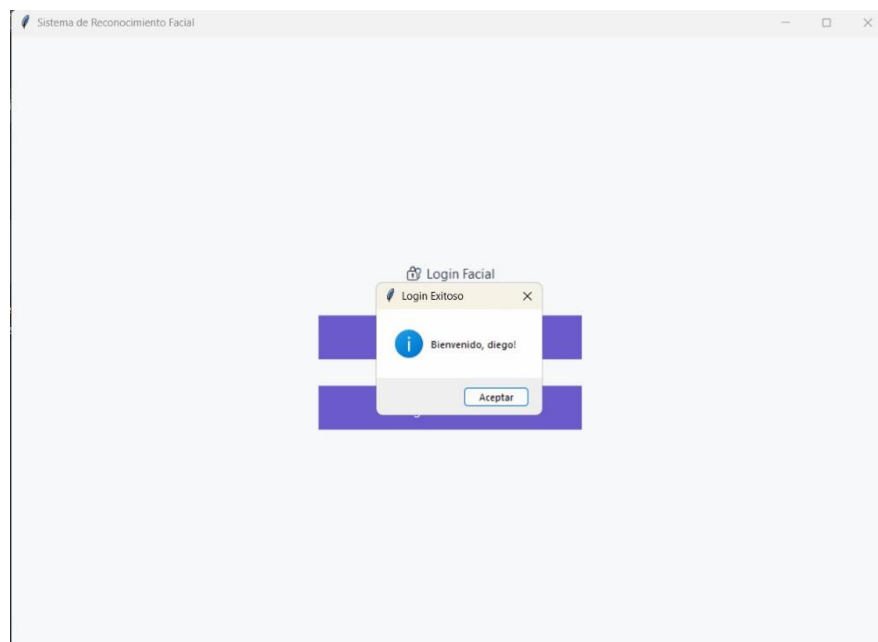 Sistema de Reconocimiento Facial
Login Facial
Login Exitoso
Bienvenido, diego!
Aceptar